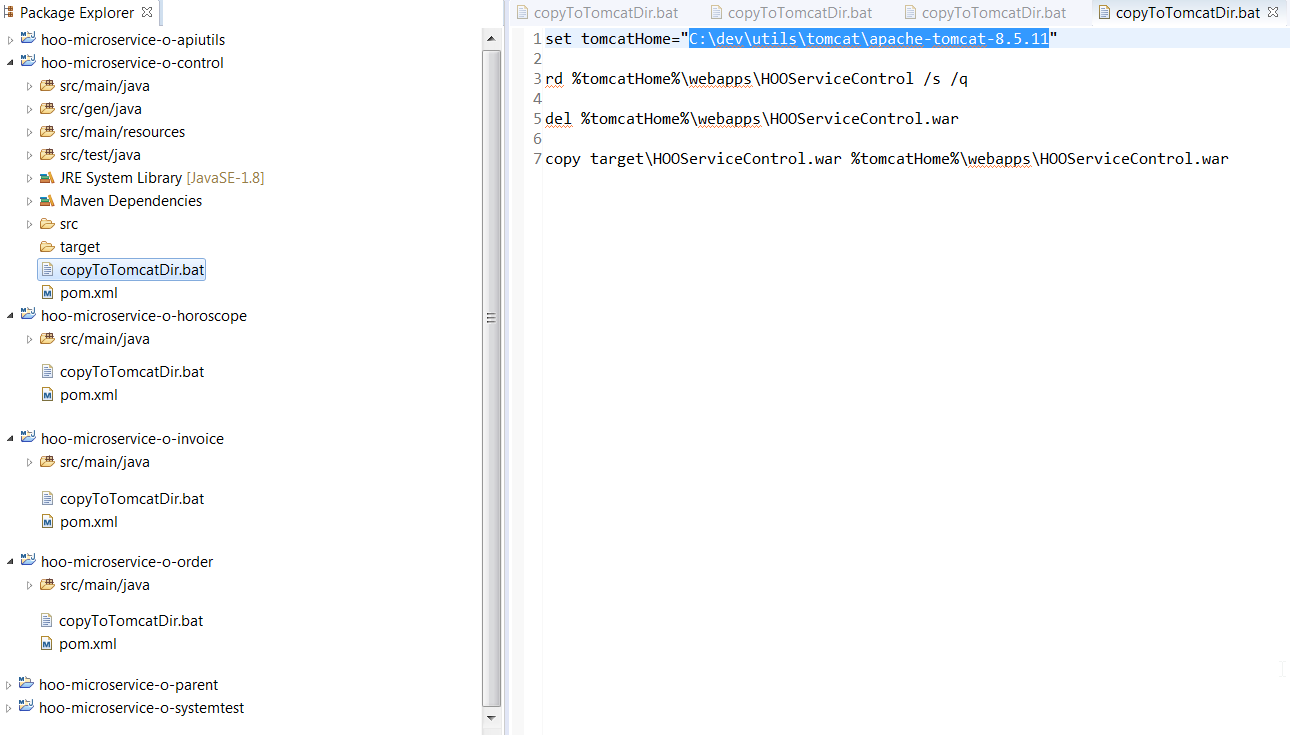 Package Explorer
hoo-microservice-o-apiutils
hoo-microservice-o-control
src/main/java
src/gen/java
src/main/resources
src/test/java
JRE System Library [JavaSE-1.8]
Maven Dependencies
src
target
copyToTomcatDir.bat
pom.xml
hoo-microservice-o-horoscope
src/main/java
copyToTomcatDir.bat
pom.xml
hoo-microservice-o-invoice
src/main/java
copyToTomcatDir.bat
pom.xml
hoo-microservice-o-order
src/main/java
copyToTomcatDir.bat
pom.xml
hoo-microservice-o-parent
hoo-microservice-o-systemtest
copyToTomcatDir.bat copyToTomcatDir.bat copyToTomcatDir.bat copyToTomcatDir.bat
1 set tomcatHome="C:\dev\utils\tomcat\apache-tomcat-8.5.11"
2
3 rd %tomcatHome%\webapps\HOOServiceControl /s /q
4
5 del %tomcatHome%\webapps\HOOServiceControl.war
6
7 copy target\HOOServiceControl.war %tomcatHome%\webapps\HOOServiceControl.war